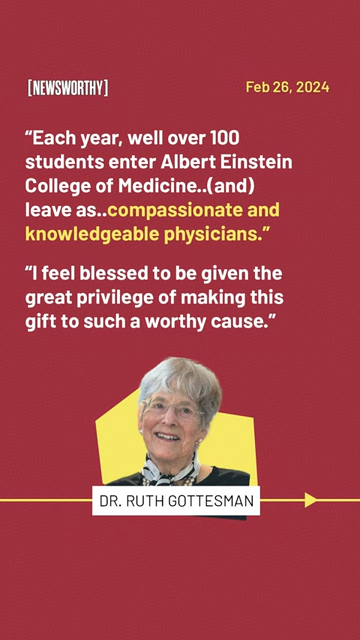 [NEWSWORTHY]
Feb 26, 2024
“Each year, well over 100
students enter Albert Einstein
College of Medicine..(and)
leave as..compassionate and
knowledgeable physicians.”
“I feel blessed to be given the
great privilege of making this
gift to such a worthy cause.”
DR. RUTH GOTTESMAN